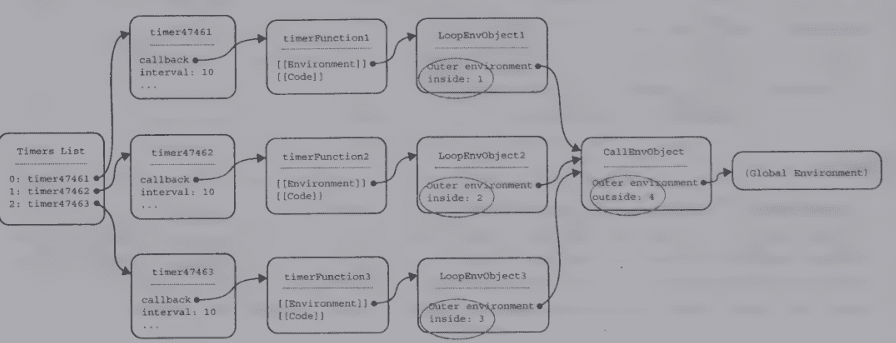 timer47461
callback
interval: 10
...
timerFunction1
[[Environment]]
[[Code]]
LoopEnvObject1
Outer environment
inside: 1
Timers List
0: timer47461
1: timer47462
2: timer47463
timer47462
callback
interval: 10
...
timerFunction2
[[Environment]]
[[Code]]
LoopEnvObject2
Outer environment
inside: 2
CallEnvObject
Outer environment
outside: 4
(Global Environment)
timer47463
callback
interval: 10
...
timerFunction3
[[Environment]]
[[Code]]
LoopEnvObject3
Outer environment
inside: 3